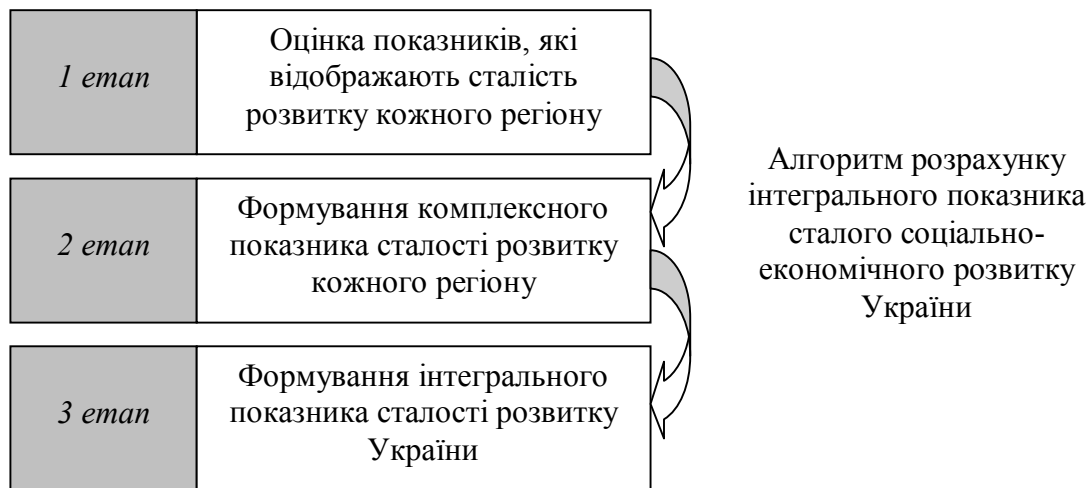 1 етап
Оцінка показників, які
відображають сталість
розвитку кожного регіону
2 етап
Формування комплексного
показника сталості розвитку
кожного регіону
3 етап
Формування інтегрального
показника сталості розвитку
України
Алгоритм розрахунку
інтегрального показника
сталого соціально-
економічного розвитку
України